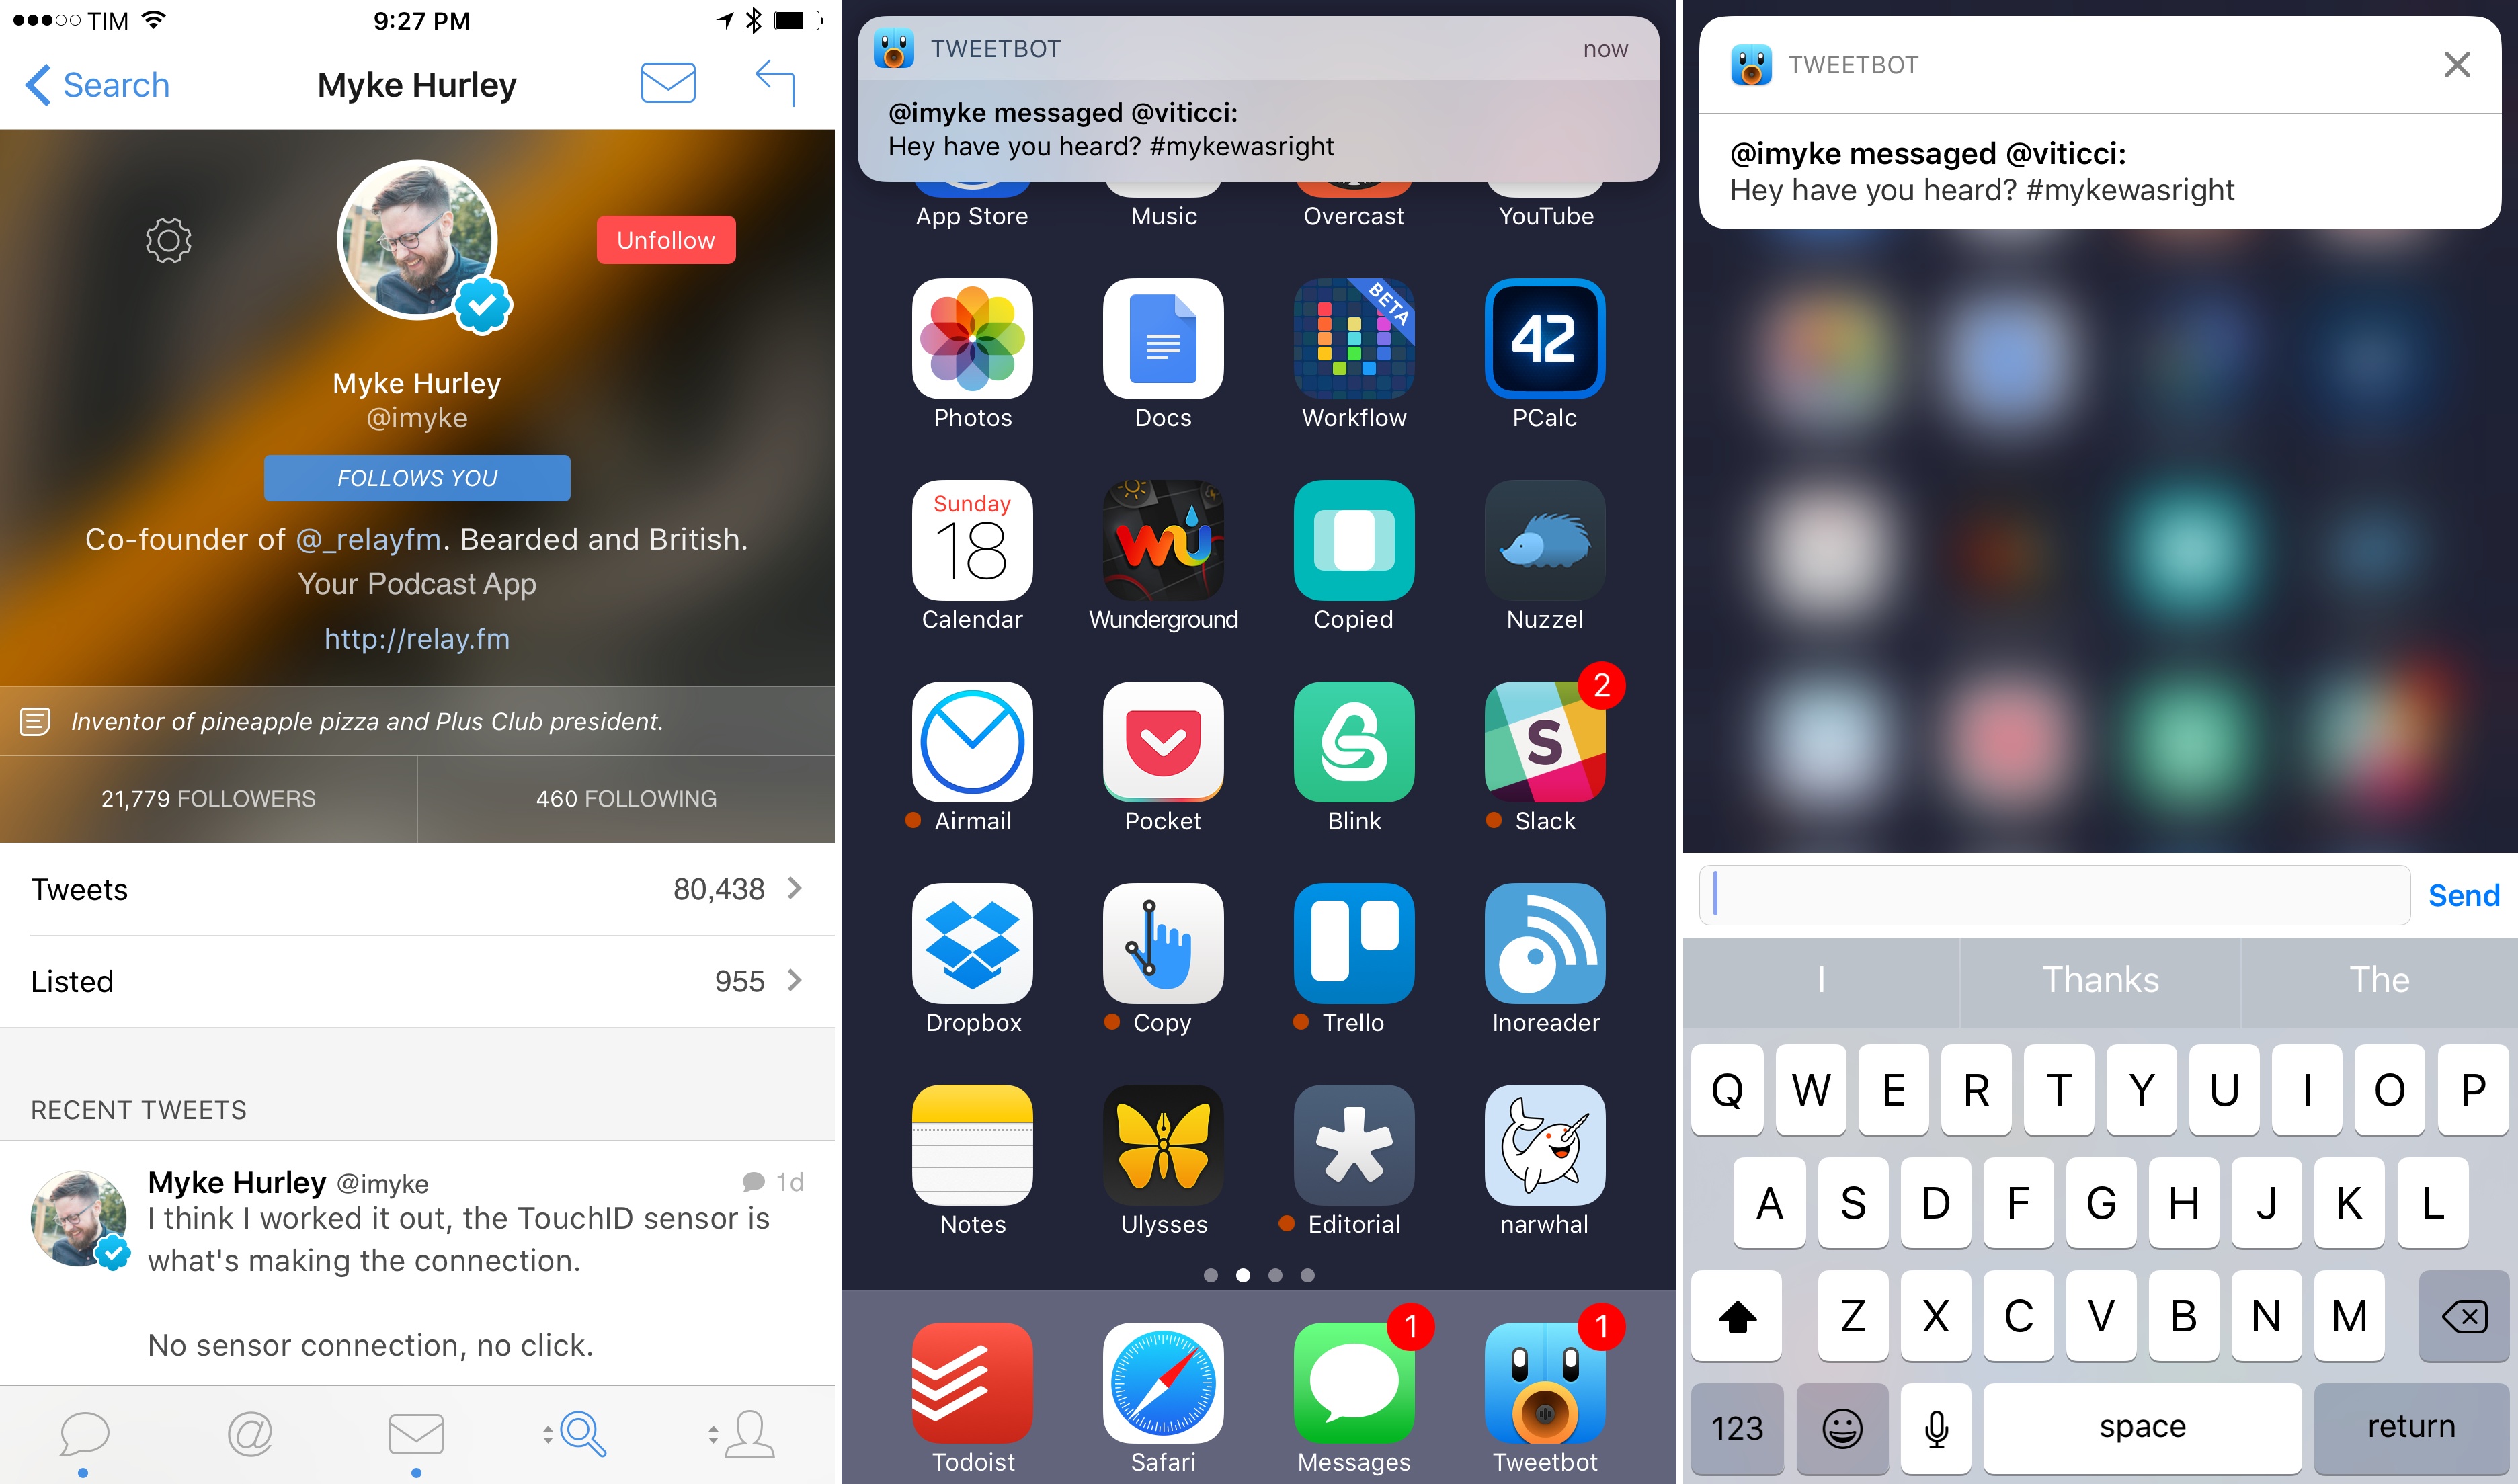 TIM
9:27 PM
Search
Myke Hurley
Unfollow
Myke Hurley
@imyke
FOLLOWS YOU
Co-founder of @_relayfm. Bearded and British.
Your Podcast App
http://relay.fm
Inventor of pineapple pizza and Plus Club president.
21,779 FOLLOWERS
460 FOLLOWING
Tweets
80,438
Listed
955
RECENT TWEETS
Myke Hurley @imyke
1d
I think I worked it out, the TouchID sensor is
what's making the connection.
No sensor connection, no click.
@
TWEETBOT
now
@imyke messaged @viticci:
Hey have you heard? #mykewasright
App Store
Music
Overcast
YouTube
BETA
42
Photos
Docs
Workflow
PCalc
Sunday
18
WU
Calendar
Wunderground
Copied
Nuzzel
2
S
Airmail
Pocket
Blink
Slack
Dropbox
Copy
Trello
Inoreader
Notes
Ulysses
Editorial
narwhal
1
1
Todoist
Safari
Messages
Tweetbot
TWEETBOT
@imyke messaged @viticci:
Hey have you heard? #mykewasright
Send
I
Thanks
The
Q W E R T Y U I O P
A S D F G H J K L
Z X C V B N M
123
space
return